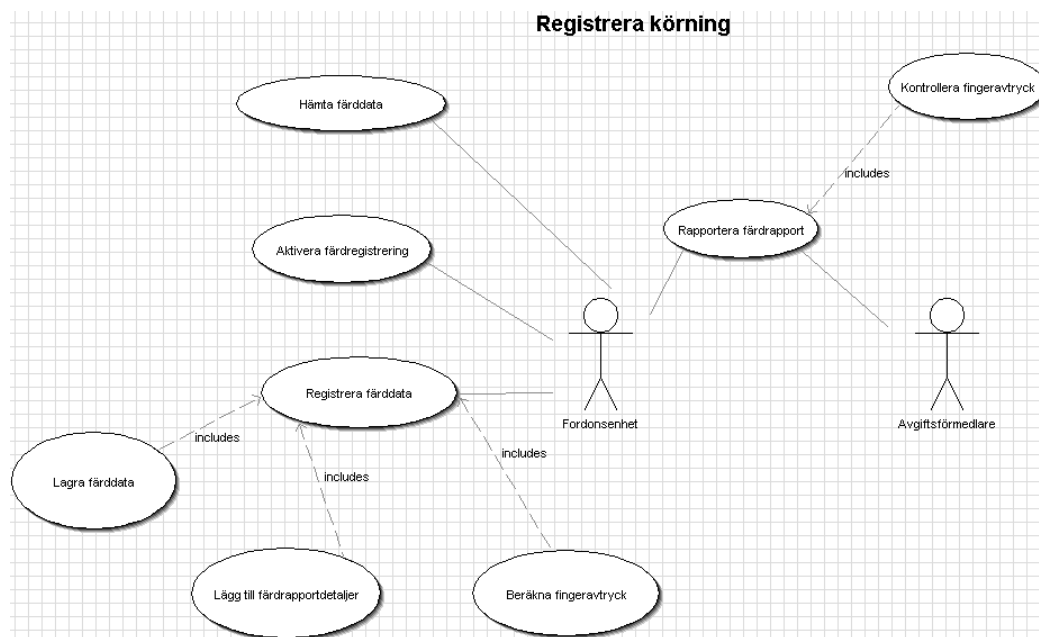 Registrera körning
Hämta färddata
Kontrollera fingeravtryck
includes
Rapportera färdrapport
Aktivera färdregistrering
Registrera färddata
Fordonsenhet
Avgiftsförmedlare
includes
includes
includes
Lagra färddata
Lägg till färdrapportdetaljer
Beräkna fingeravtryck